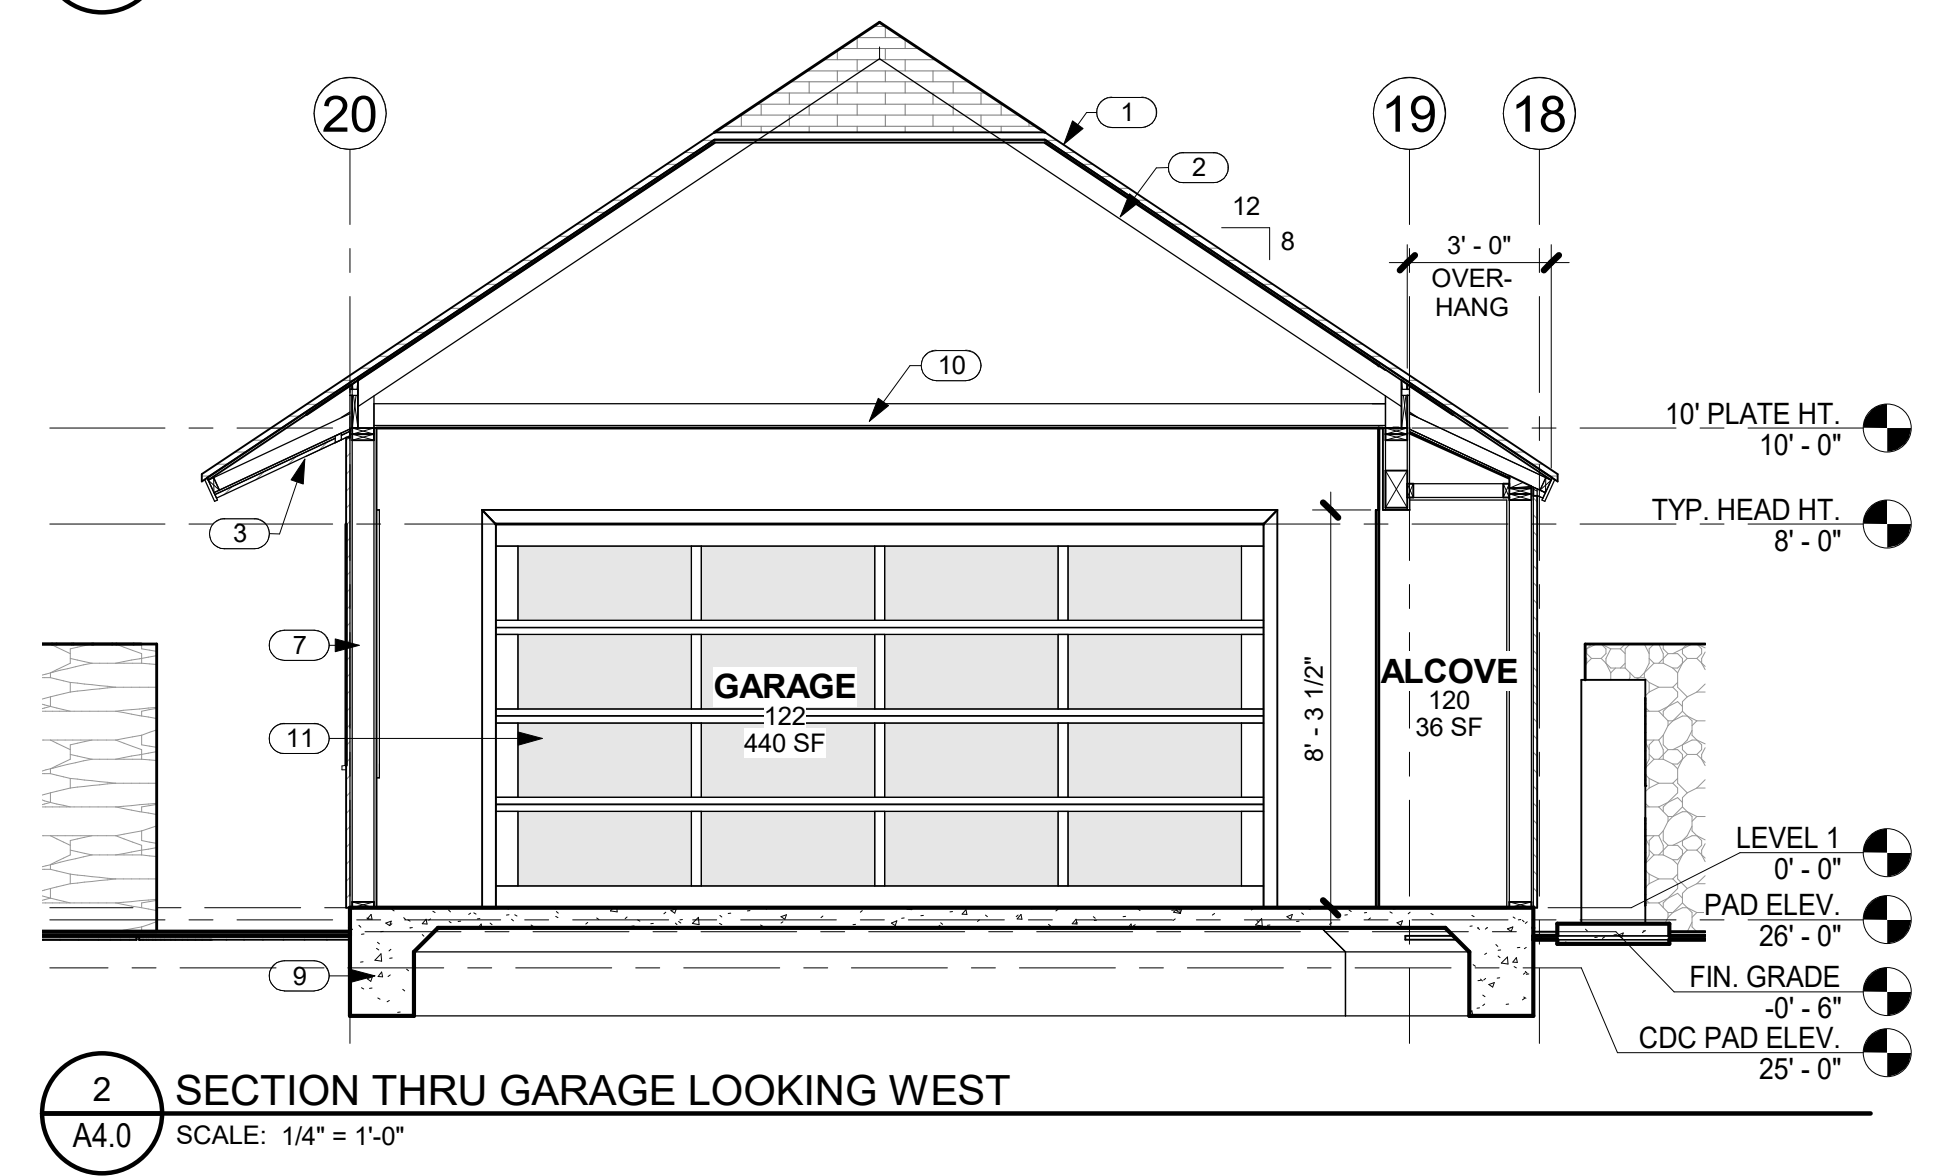 20
19
18
1
2
12
8
3' - 0"
OVER-
HANG
10
10' PLATE HT.
10' - 0"
TYP. HEAD HT.
8' - 0"
3
7
GARAGE
122
440 SF
8' - 3 1/2"
ALCOVE
120
36 SF
11
LEVEL 1
0' - 0"
PAD ELEV.
26' - 0"
9
FIN. GRADE
-0' - 6"
CDC PAD ELEV.
25' - 0"
2
A4.0
SECTION THRU GARAGE LOOKING WEST
SCALE: 1/4" = 1'-0"